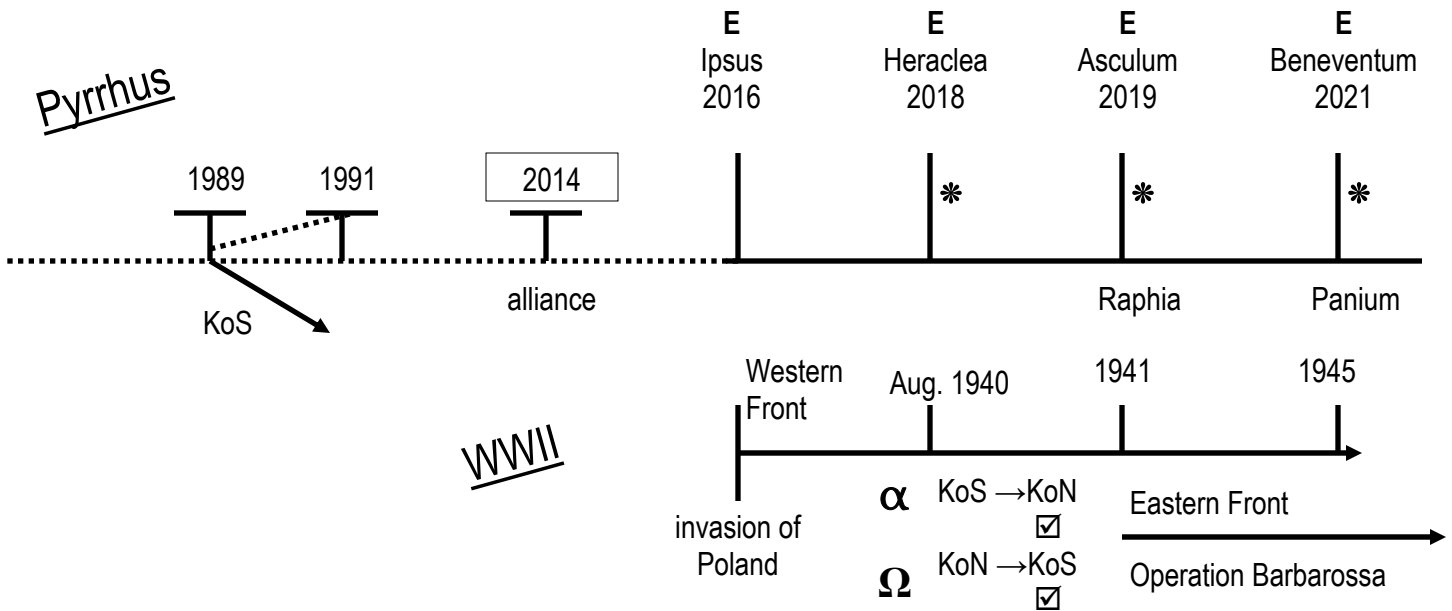 E E E E
Ipsus Heraclea Asculum Beneventum
2016 2018 2019 2021
Pyrrhus
1989 1991 2014
KoS
alliance
Raphia Panium
Western
Front
Aug. 1940 1941 1945
WWII
invasion of
Poland
α KoS →KoN
☑
Ω KoN →KoS
☑
Eastern Front
Operation Barbarossa